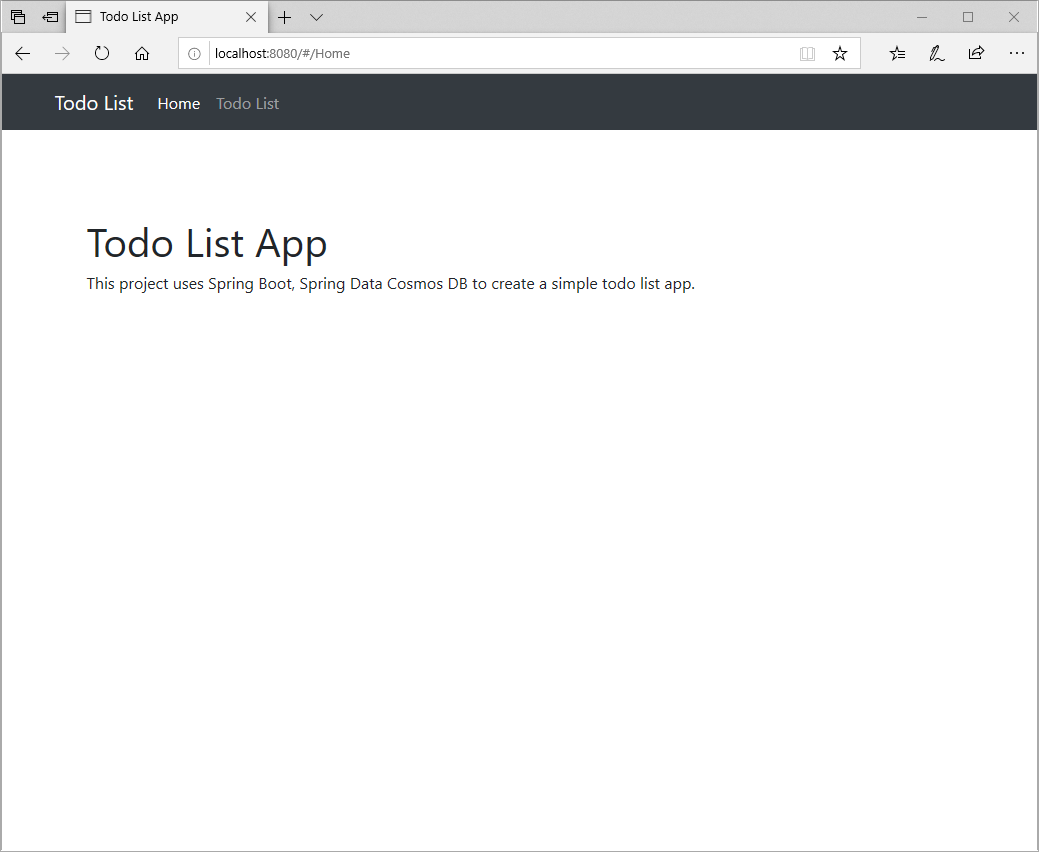 Todo List App
localhost:8080/#/Home
Todo List Home Todo List
Todo List App
This project uses Spring Boot, Spring Data Cosmos DB to create a simple todo list app.